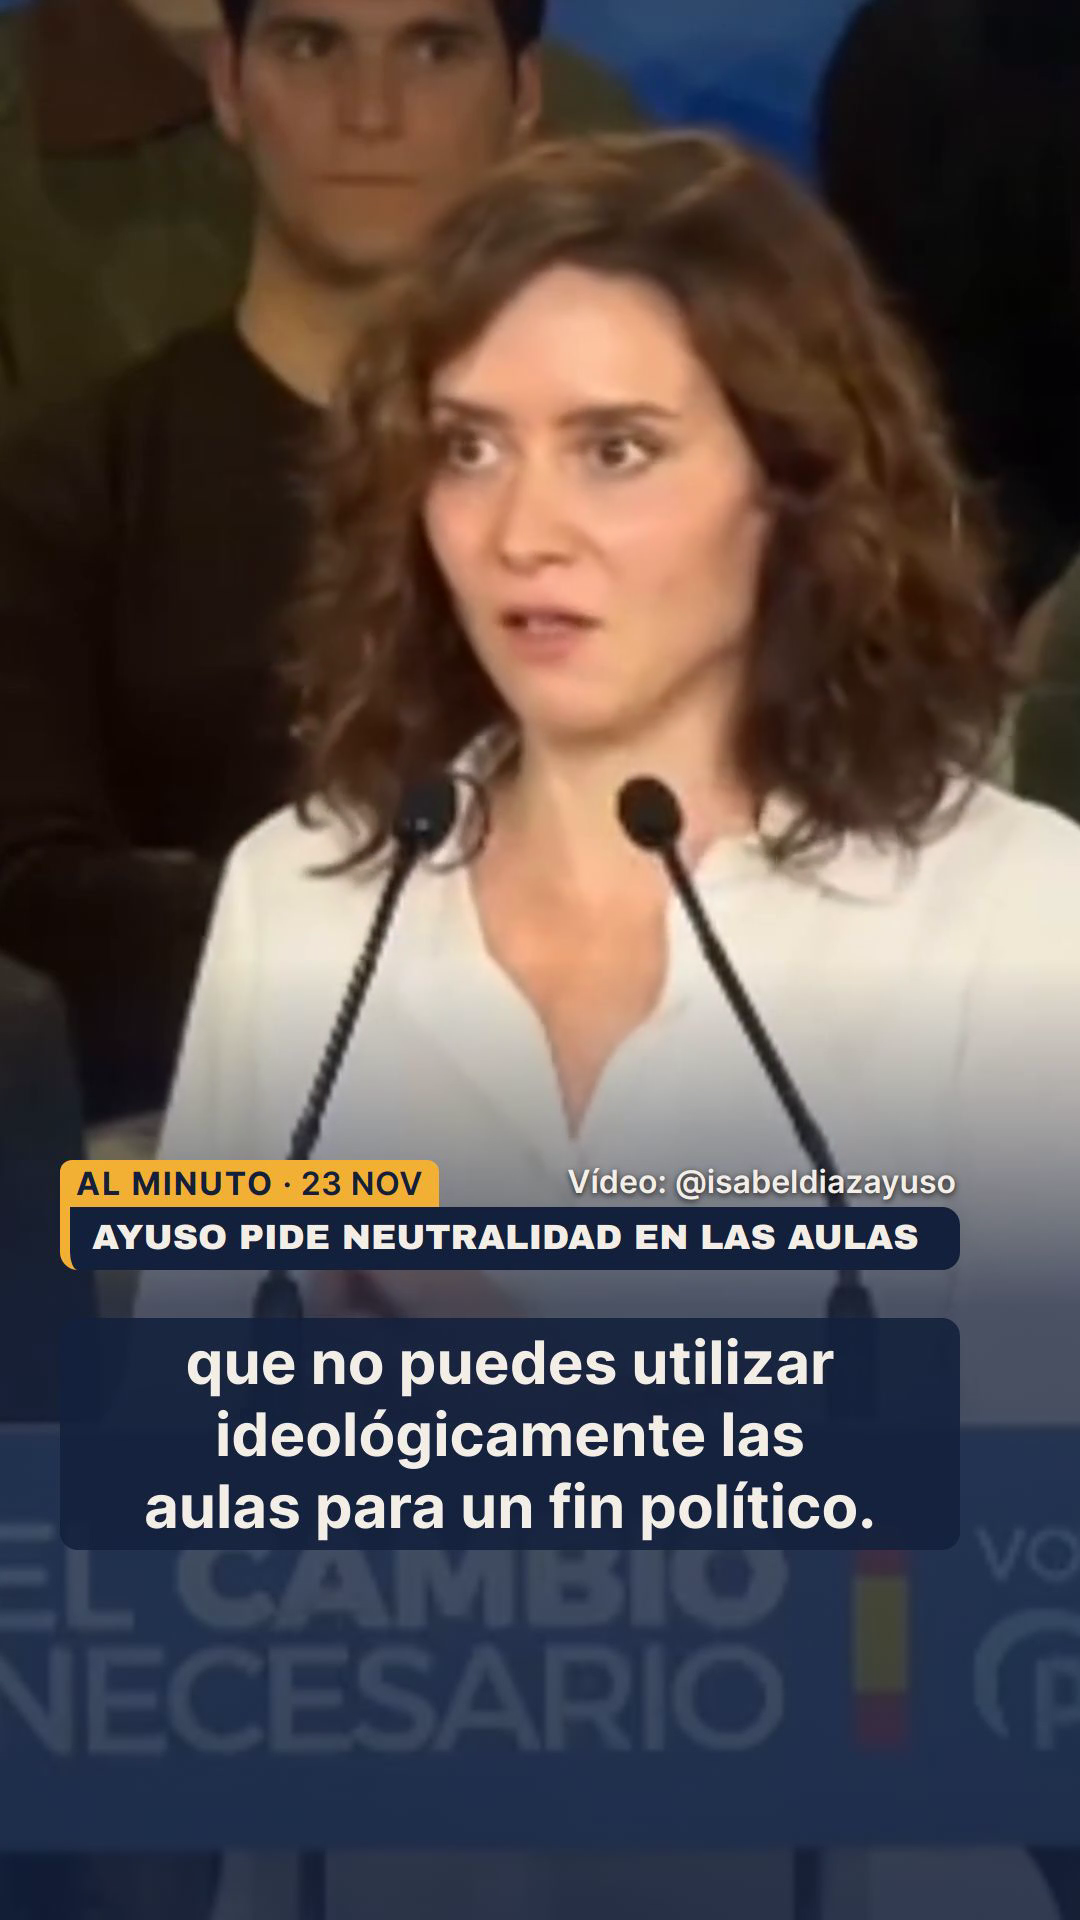 AL MINUTO · 23 NOV
Vídeo: @isabeldiazayuso
AYUSO PIDE NEUTRALIDAD EN LAS AULAS
que no puedes utilizar
ideológicamente las
aulas para un fin político.
EL CAMBIO
NECESARIO